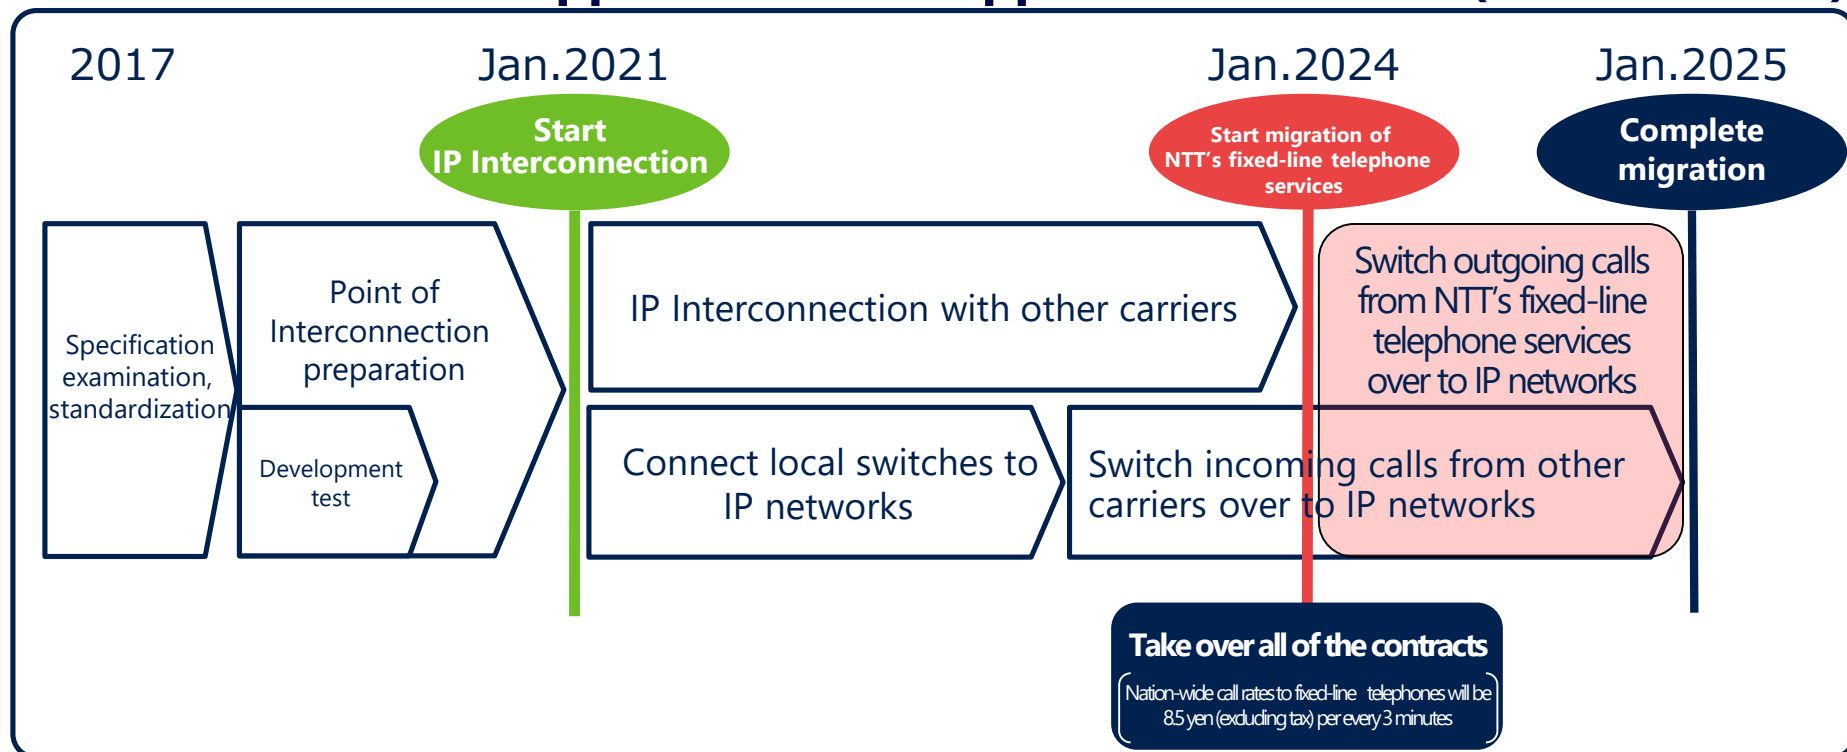 2017
Jan.2021
Jan.2024
Jan.2025
Start
IP Interconnection
Start migration of
NTT's fixed-line telephone
services
Complete
migration
Specification
examination,
standardization
Point of
Interconnection
preparation
Development
test
IP Interconnection with other carriers
Connect local switches to
IP networks
Switch outgoing calls
from NTT's fixed-line
telephone services
over to IP networks
Switch incoming calls from other
carriers over to IP networks
Take over all of the contracts
Nation-wide call rates to fixed-line telephones will be
8.5 yen (excluding tax) per every 3 minutes